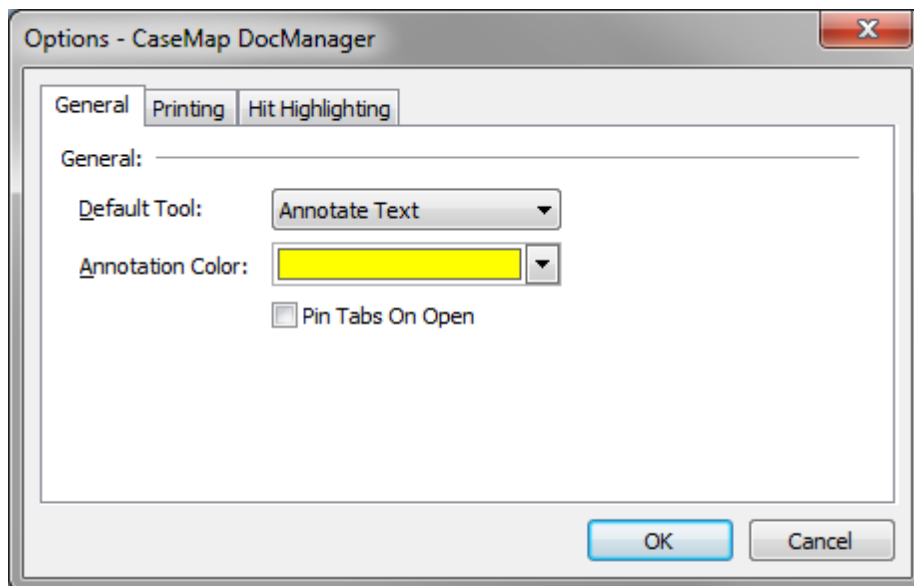 Options - CaseMap DocManager
General Printing Hit Highlighting
General:
Default Tool: Annotate Text
Annotation Color:
Pin Tabs On Open
OK Cancel